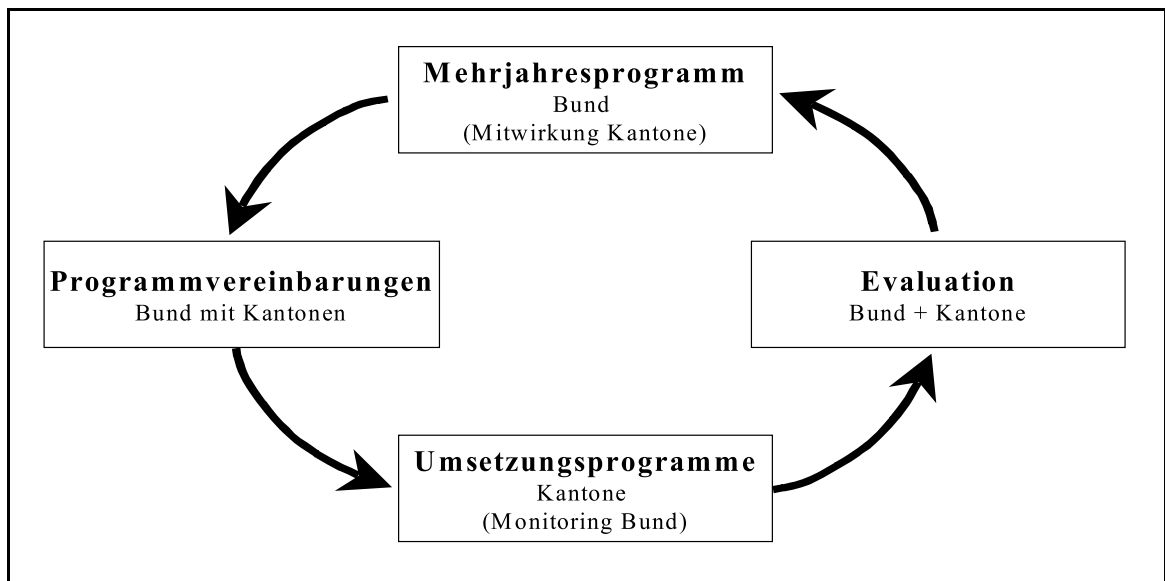 Mehrjahresprogramm
Bund
(Mitwirkung Kantone)
Programmvereinbarungen
Bund mit Kantonen
Evaluation
Bund + Kantone
Umsetzungsprogramme
Kantone
(Monitoring Bund)